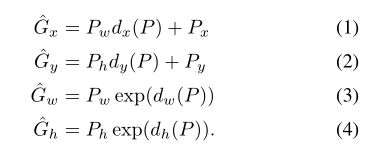 Ĝ_x = P_w d_x(P) + P_x (1)
Ĝ_y = P_h d_y(P) + P_y (2)
Ĝ_w = P_w exp(d_w(P)) (3)
Ĝ_h = P_h exp(d_h(P)). (4)